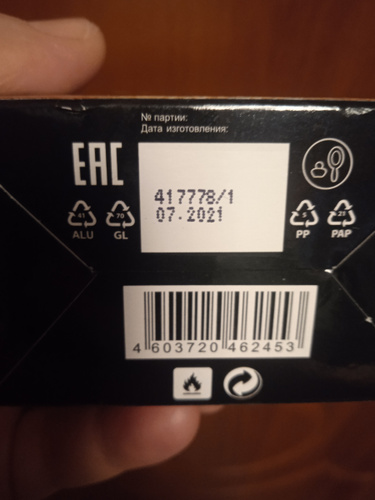 № партии:
Дата изготовления:
EAC
417778/1
07.2021
41
ALU
70
GL
5
PP
21
PAP
4 603720 462453